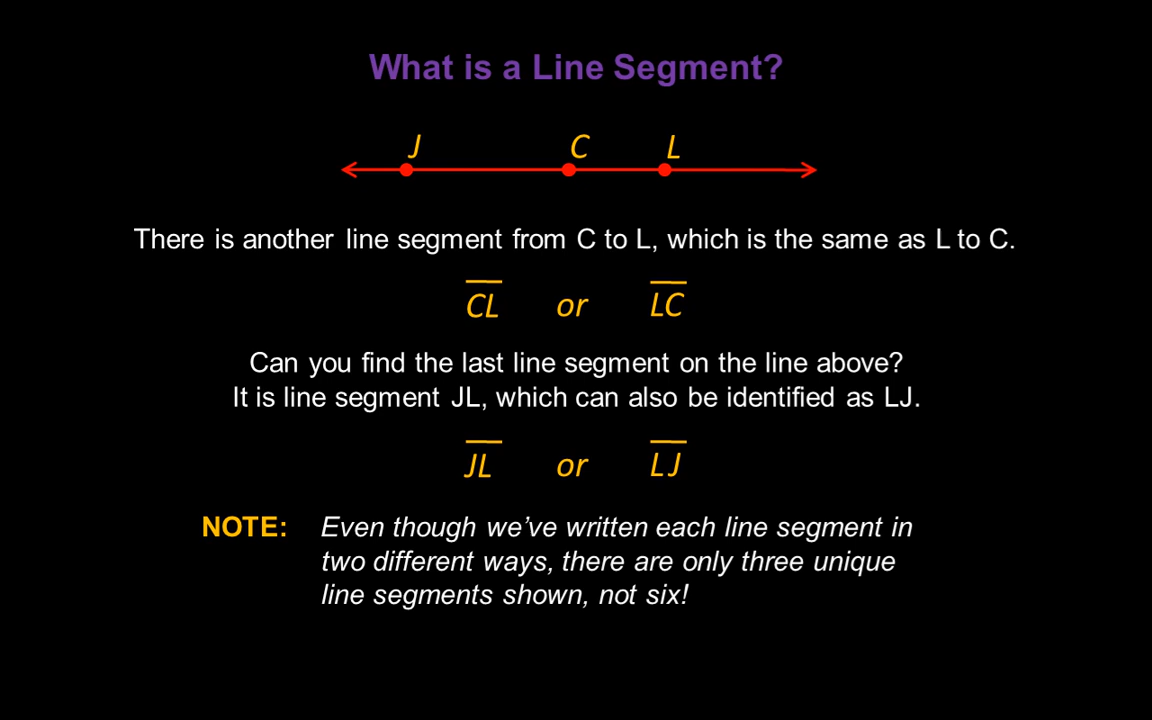 What is a Line Segment?
J C L
There is another line segment from C to L, which is the same as L to C.
CL or LC
Can you find the last line segment on the line above?
It is line segment JL, which can also be identified as LJ.
JL or LJ
NOTE: Even though we’ve written each line segment in
two different ways, there are only three unique
line segments shown, not six!